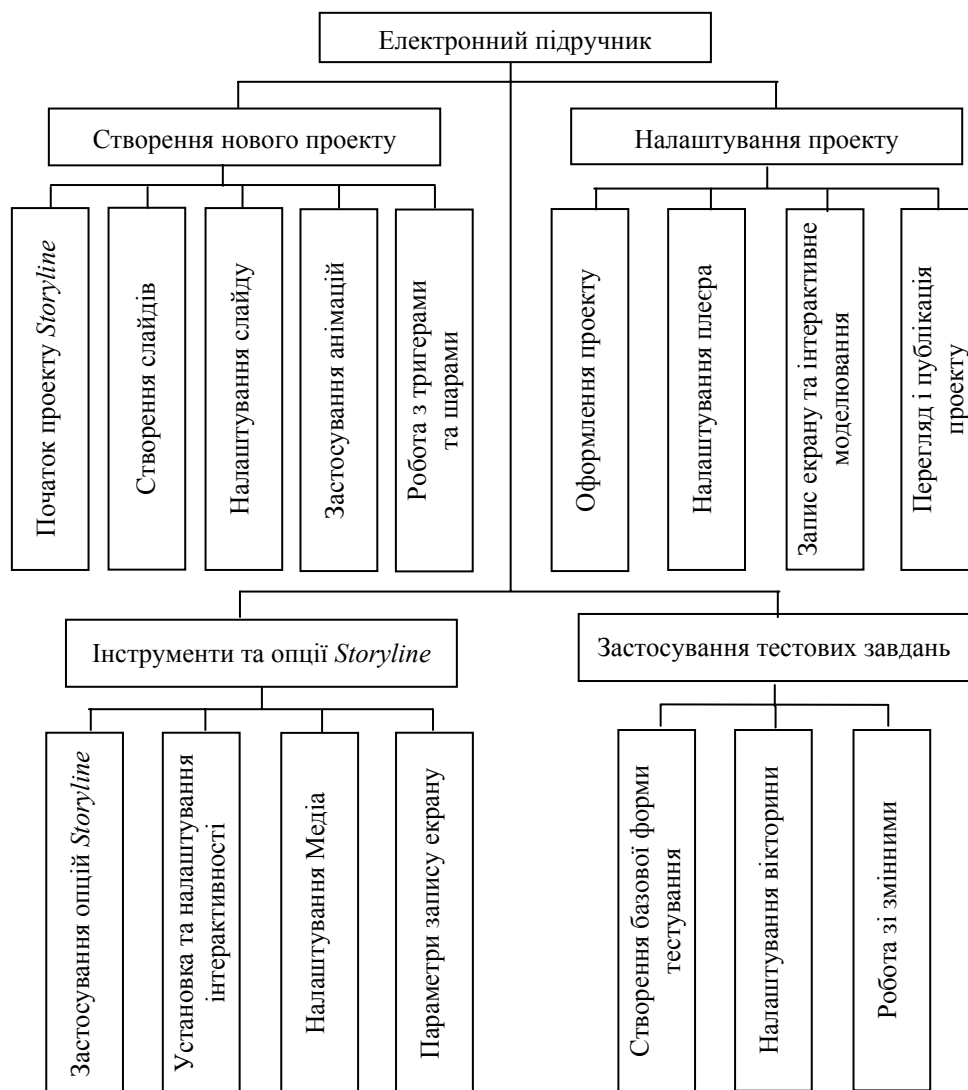 Електронний підручник
Створення нового проекту
Налаштування проекту
Початок проекту Storyline
Створення слайдів
Налаштування слайду
Застосування анімацій
Робота з тригерами
та шарами
Оформлення проекту
Налаштування плеєра
Запис екрану та інтерактивне
моделювання
Перегляд і публікація
проекту
Інструменти та опції Storyline
Застосування тестових завдань
Застосування опцій Storyline
Установка та налаштування
інтерактивності
Налаштування Медіа
Параметри запису екрану
Створення базової форми
тестування
Налаштування вікторини
Робота зі змінними